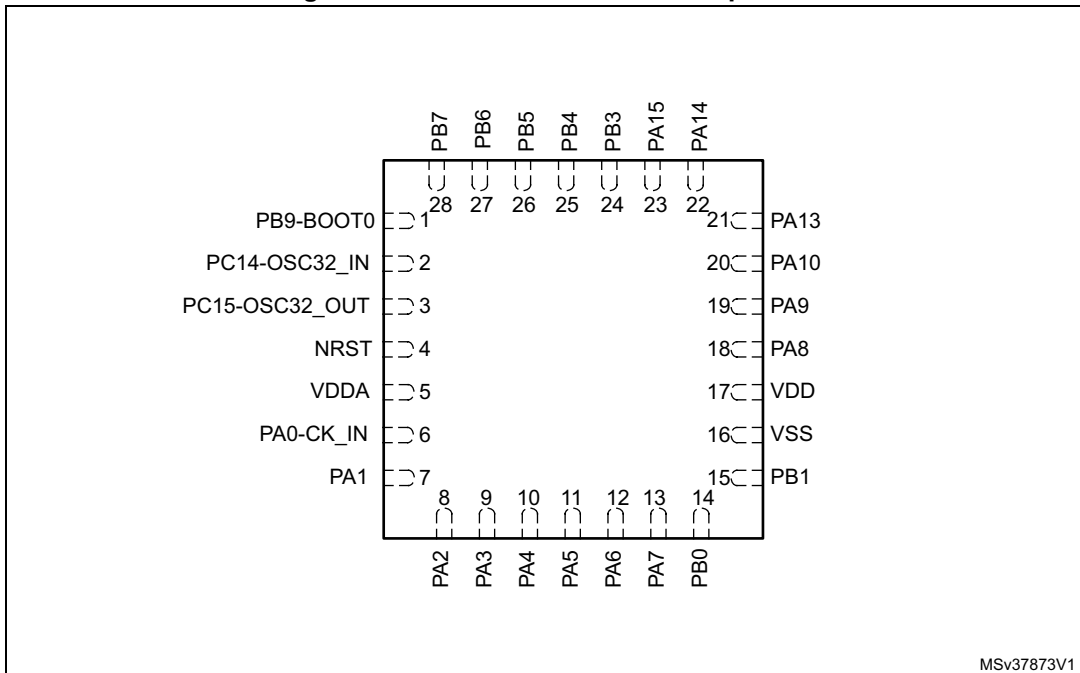 PB7
PB6
PB5
PB4
PB3
PA15
PA14
28
27
26
25
24
23
22
PB9-BOOT0 1
21 PA13
PC14-OSC32_IN 2
20 PA10
PC15-OSC32_OUT 3
19 PA9
NRST 4
18 PA8
VDDA 5
17 VDD
PA0-CK_IN 6
16 VSS
PA1 7
15 PB1
8
9
10
11
12
13
14
PA2
PA3
PA4
PA5
PA6
PA7
PB0
MSv37873V1